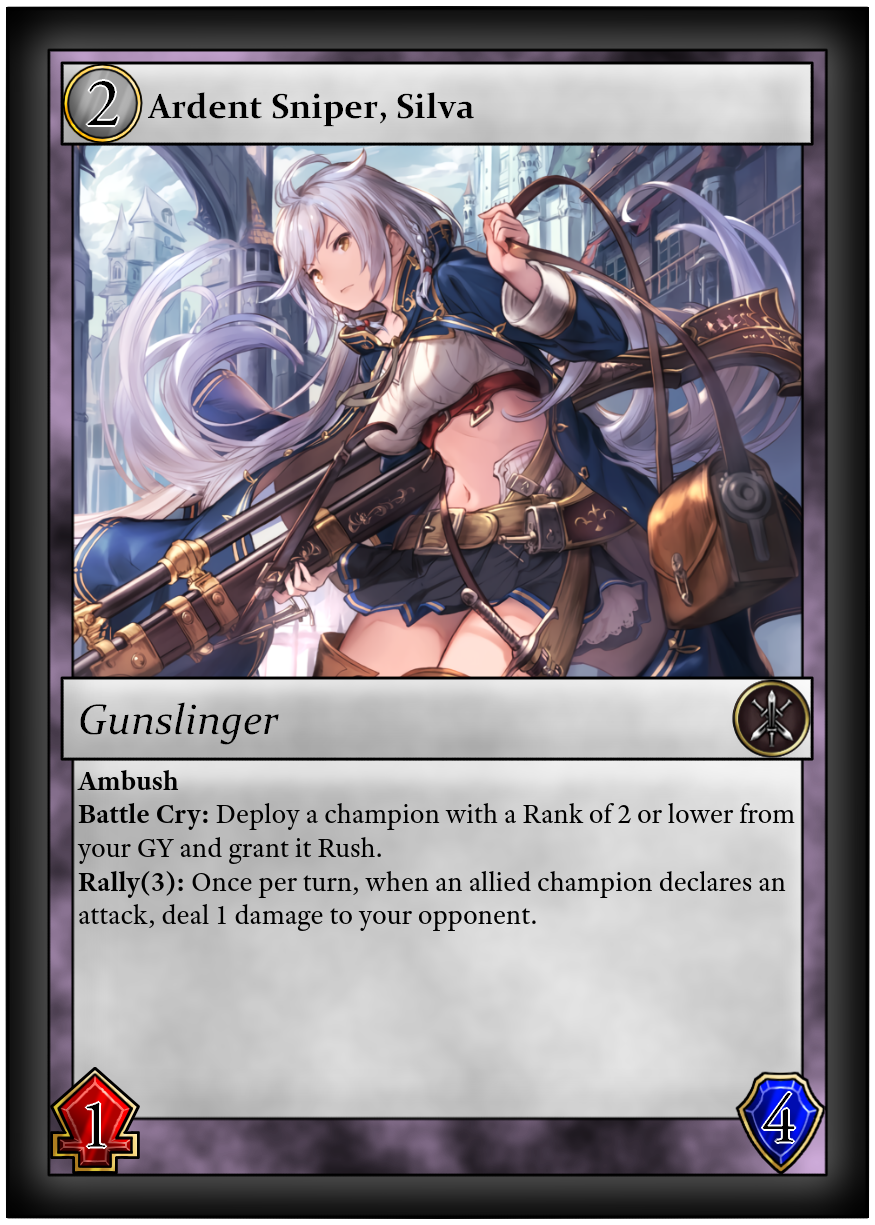 2
Ardent Sniper, Silva
Gunslinger
Ambush
Battle Cry: Deploy a champion with a Rank of 2 or lower from
your GY and grant it Rush.
Rally(3): Once per turn, when an allied champion declares an
attack, deal 1 damage to your opponent.
1
4